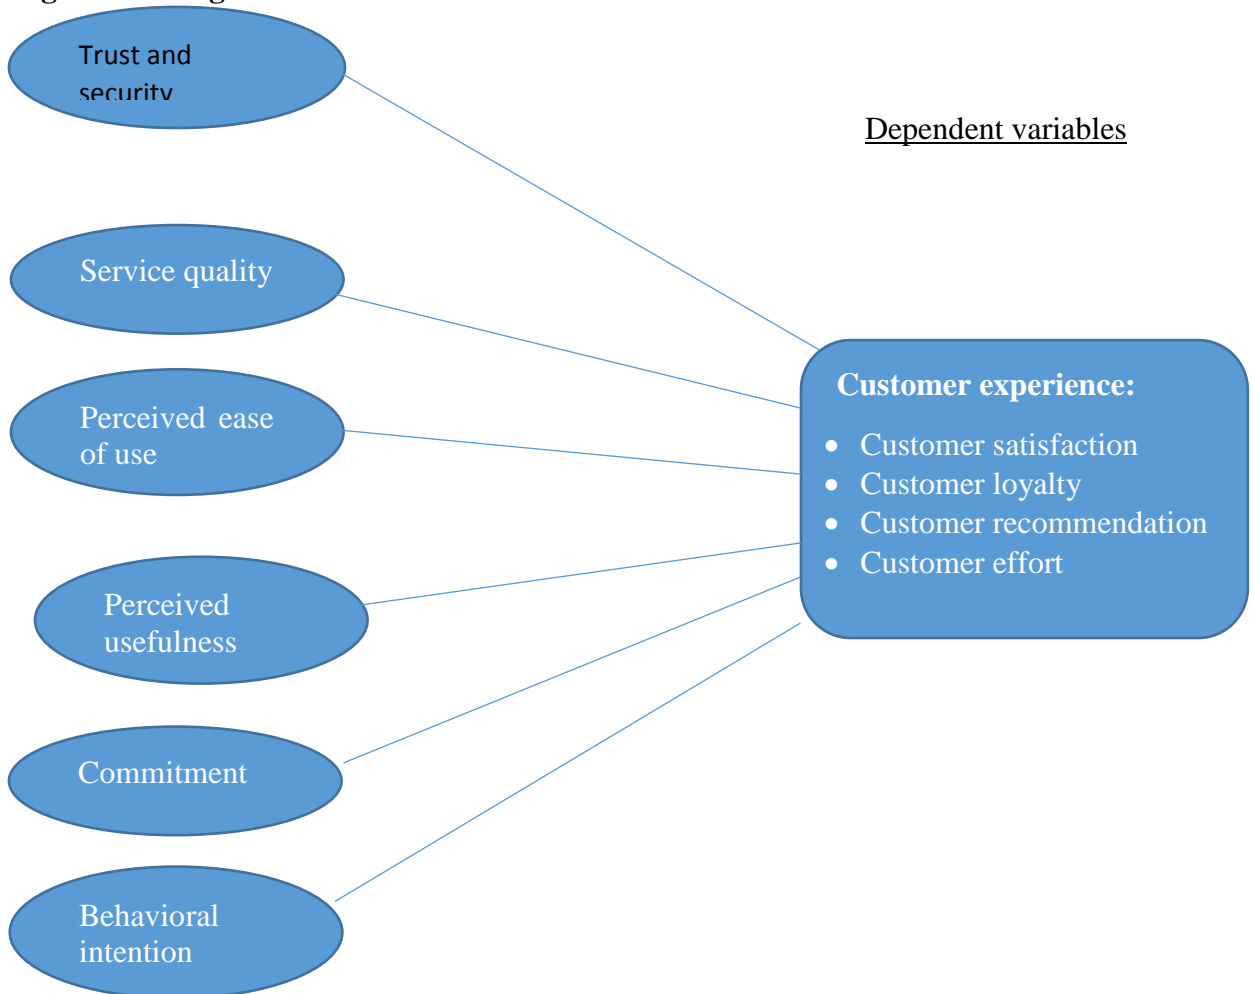 Trust and
security
Dependent variables
Service quality
Perceived ease
of use
Perceived
usefulness
Commitment
Behavioral
intention
Customer experience:
• Customer satisfaction
• Customer loyalty
• Customer recommendation
• Customer effort